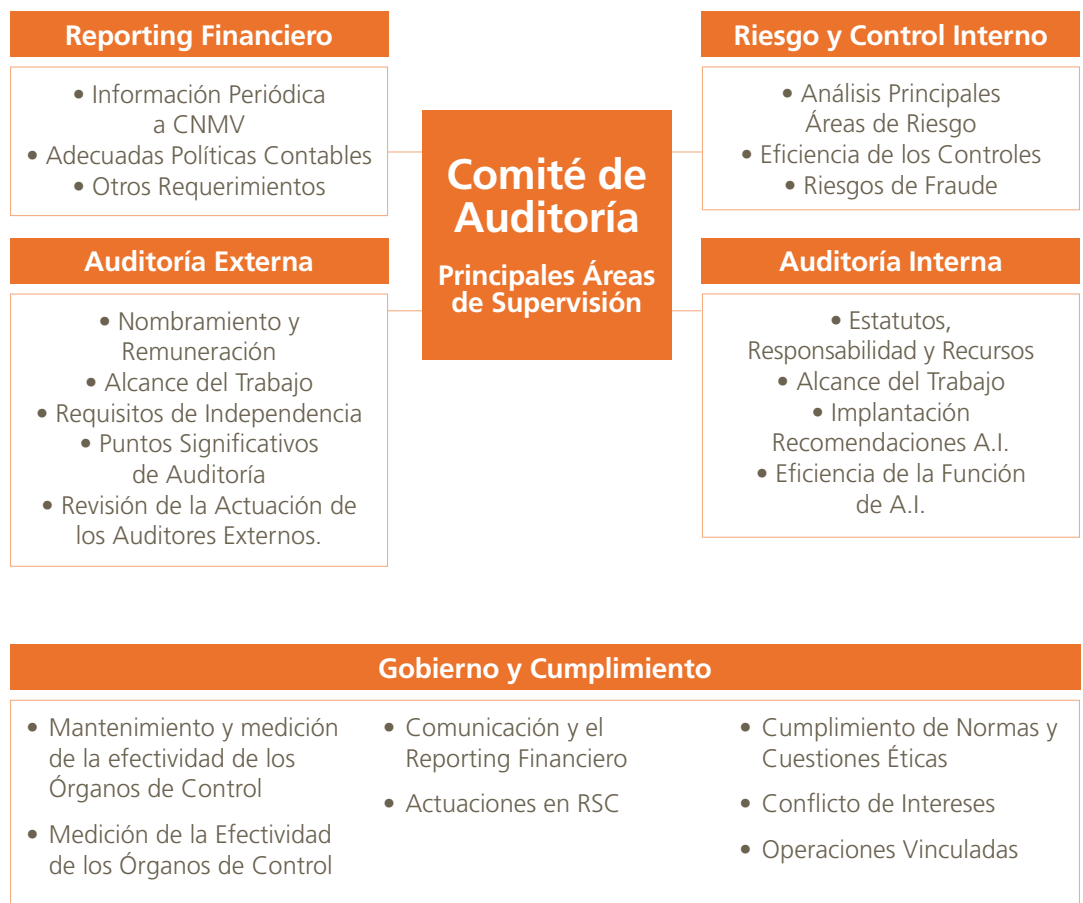 Reporting Financiero
• Información Periódica
a CNMV
• Adecuadas Políticas Contables
• Otros Requerimientos
Auditoría Externa
• Nombramiento y
Remuneración
• Alcance del Trabajo
• Requisitos de Independencia
• Puntos Significativos
de Auditoría
• Revisión de la Actuación de
los Auditores Externos.
Comité de
Auditoría
Principales Áreas
de Supervisión
Riesgo y Control Interno
• Análisis Principales
Áreas de Riesgo
• Eficiencia de los Controles
• Riesgos de Fraude
Auditoría Interna
• Estatutos,
Responsabilidad y Recursos
• Alcance del Trabajo
• Implantación
Recomendaciones A.I.
• Eficiencia de la Función
de A.I.
Gobierno y Cumplimiento
• Mantenimiento y medición
de la efectividad de los
Órganos de Control
• Medición de la Efectividad
de los Órganos de Control
• Comunicación y el
Reporting Financiero
• Actuaciones en RSC
• Cumplimiento de Normas y
Cuestiones Éticas
• Conflicto de Intereses
• Operaciones Vinculadas